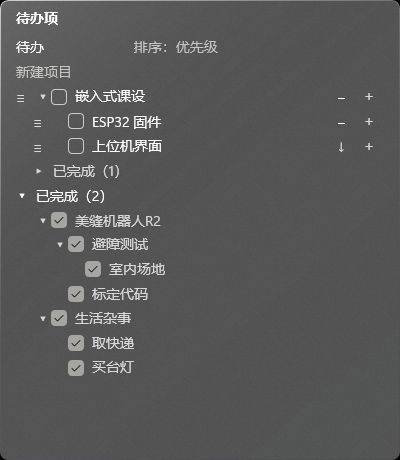 待办项
待办 排序: 优先级
新建项目
嵌入式课设 – +
ESP32 固件 – +
上位机界面 ↓ +
已完成 (1)
已完成 (2)
美缝机器人R2
避障测试
室内场地
标定代码
生活杂事
取快递
买台灯